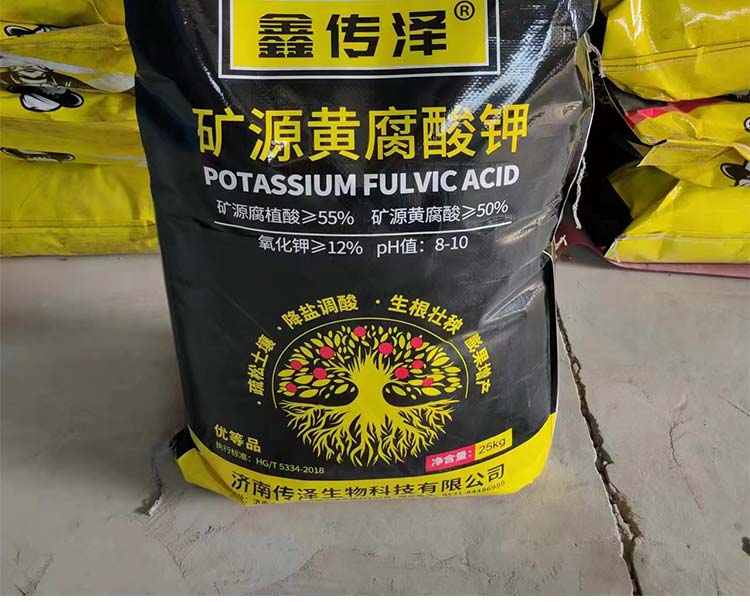 鑫传泽®
矿源黄腐酸钾
POTASSIUM FULVIC ACID
矿源腐植酸≥55% 矿源黄腐酸≥50%
氧化钾≥12% pH值：8-10
·疏松土壤·降盐调酸·生根壮秧·膨果增产
优等品
执行标准：HG/T 5334-2018
净含量：25kg
济南传泽生物科技有限公司